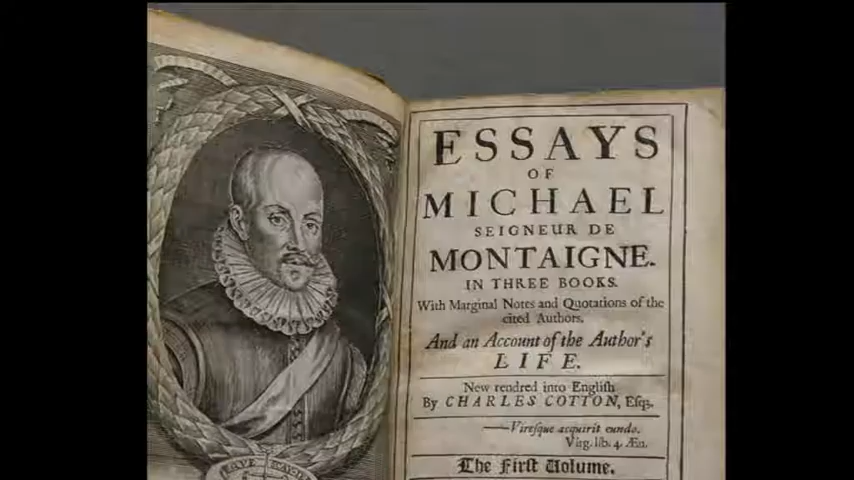 ESSAYS
OF
MICHAEL
SEIGNEUR DE
MONTAIGNE.
IN THREE BOOKS.
With Marginal Notes and Quotations of the
cited Authors.
And an Account of the Author's
LIFE.
New rendred into English
By CHARLES COTTON, Esq;
—Viresque acquirit eundo.
Virg. lib. 4. Æn.
The First Volume.